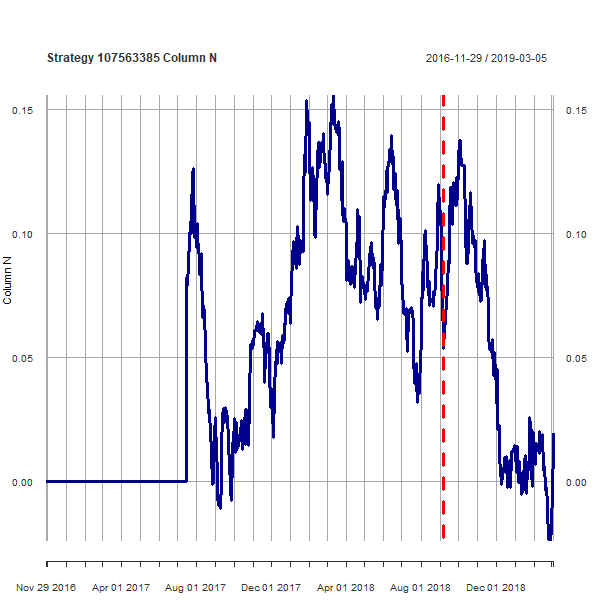 Strategy 107563385 Column N 2016-11-29 / 2019-03-05
0.15 0.15
0.10 0.10
Column N
0.05 0.05
0.00 0.00
Nov 29 2016 Apr 01 2017 Aug 01 2017 Dec 01 2017 Apr 01 2018 Aug 01 2018 Dec 01 2018